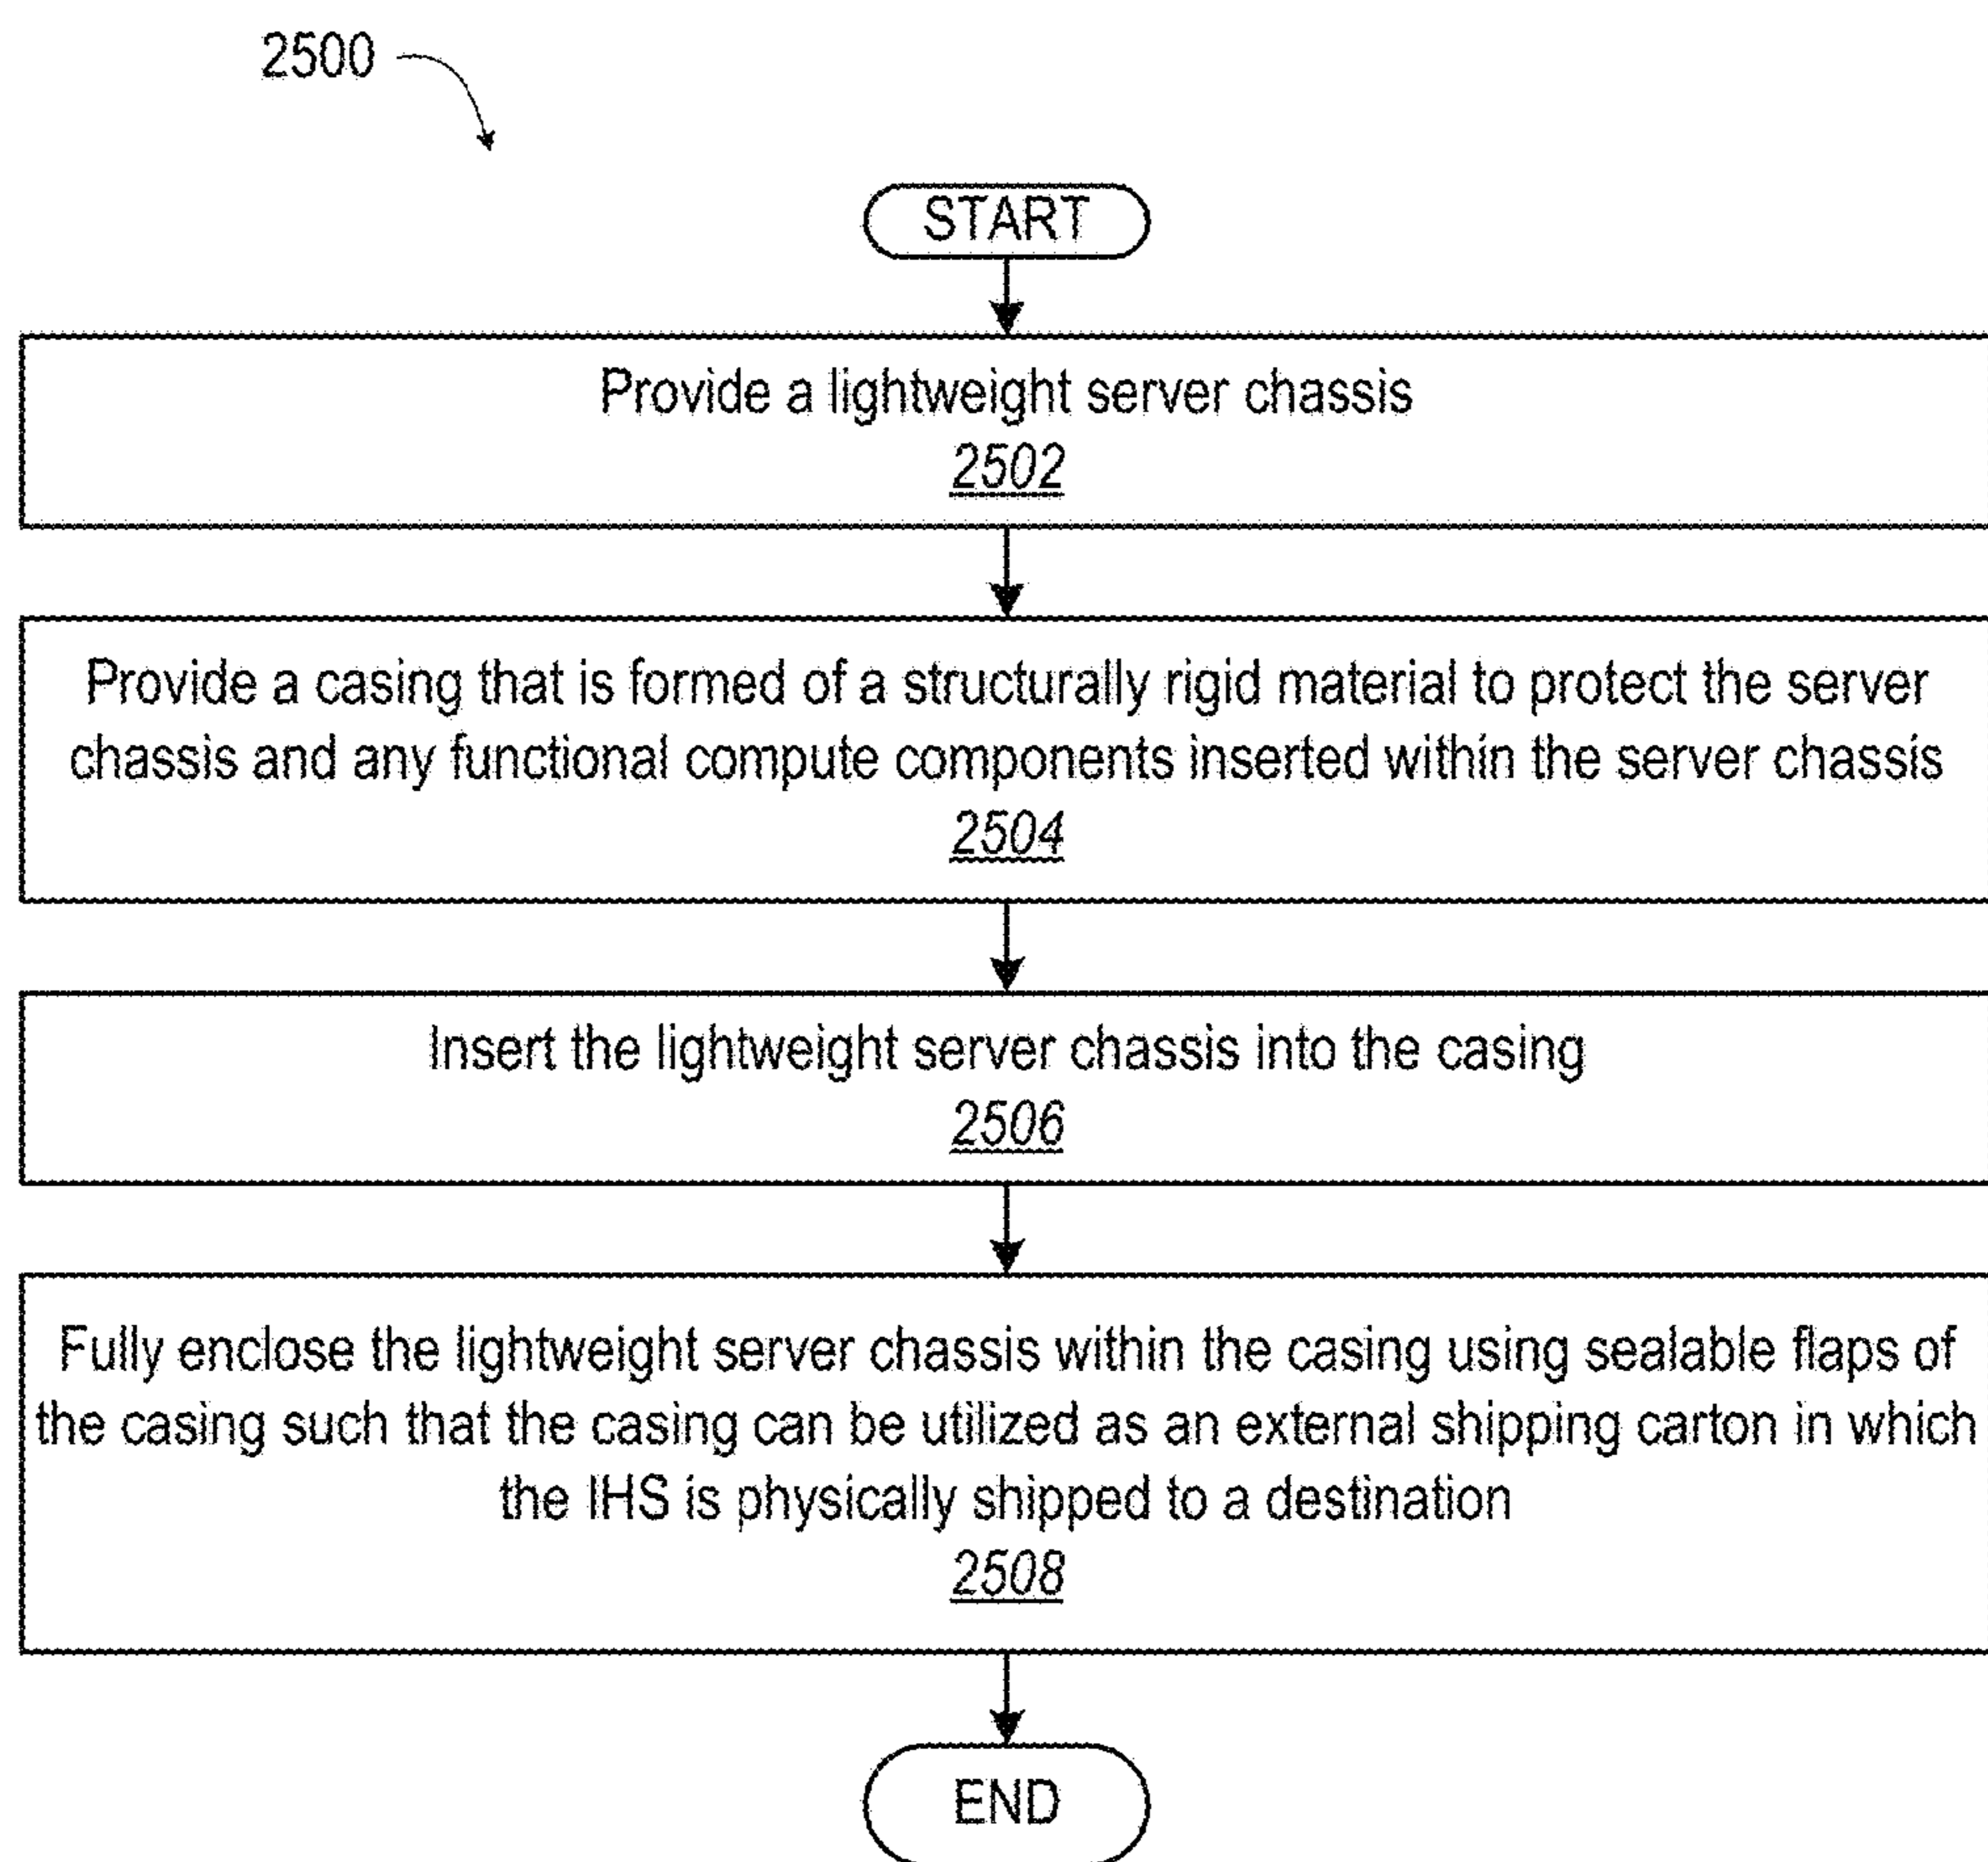 2500
START
Provide a lightweight server chassis
2502
Provide a casing that is formed of a structurally rigid material to protect the server
chassis and any functional compute components inserted within the server chassis
2504
Insert the lightweight server chassis into the casing
2506
Fully enclose the lightweight server chassis within the casing using sealable flaps of
the casing such that the casing can be utilized as an external shipping carton in which
the IHS is physically shipped to a destination
2508
END